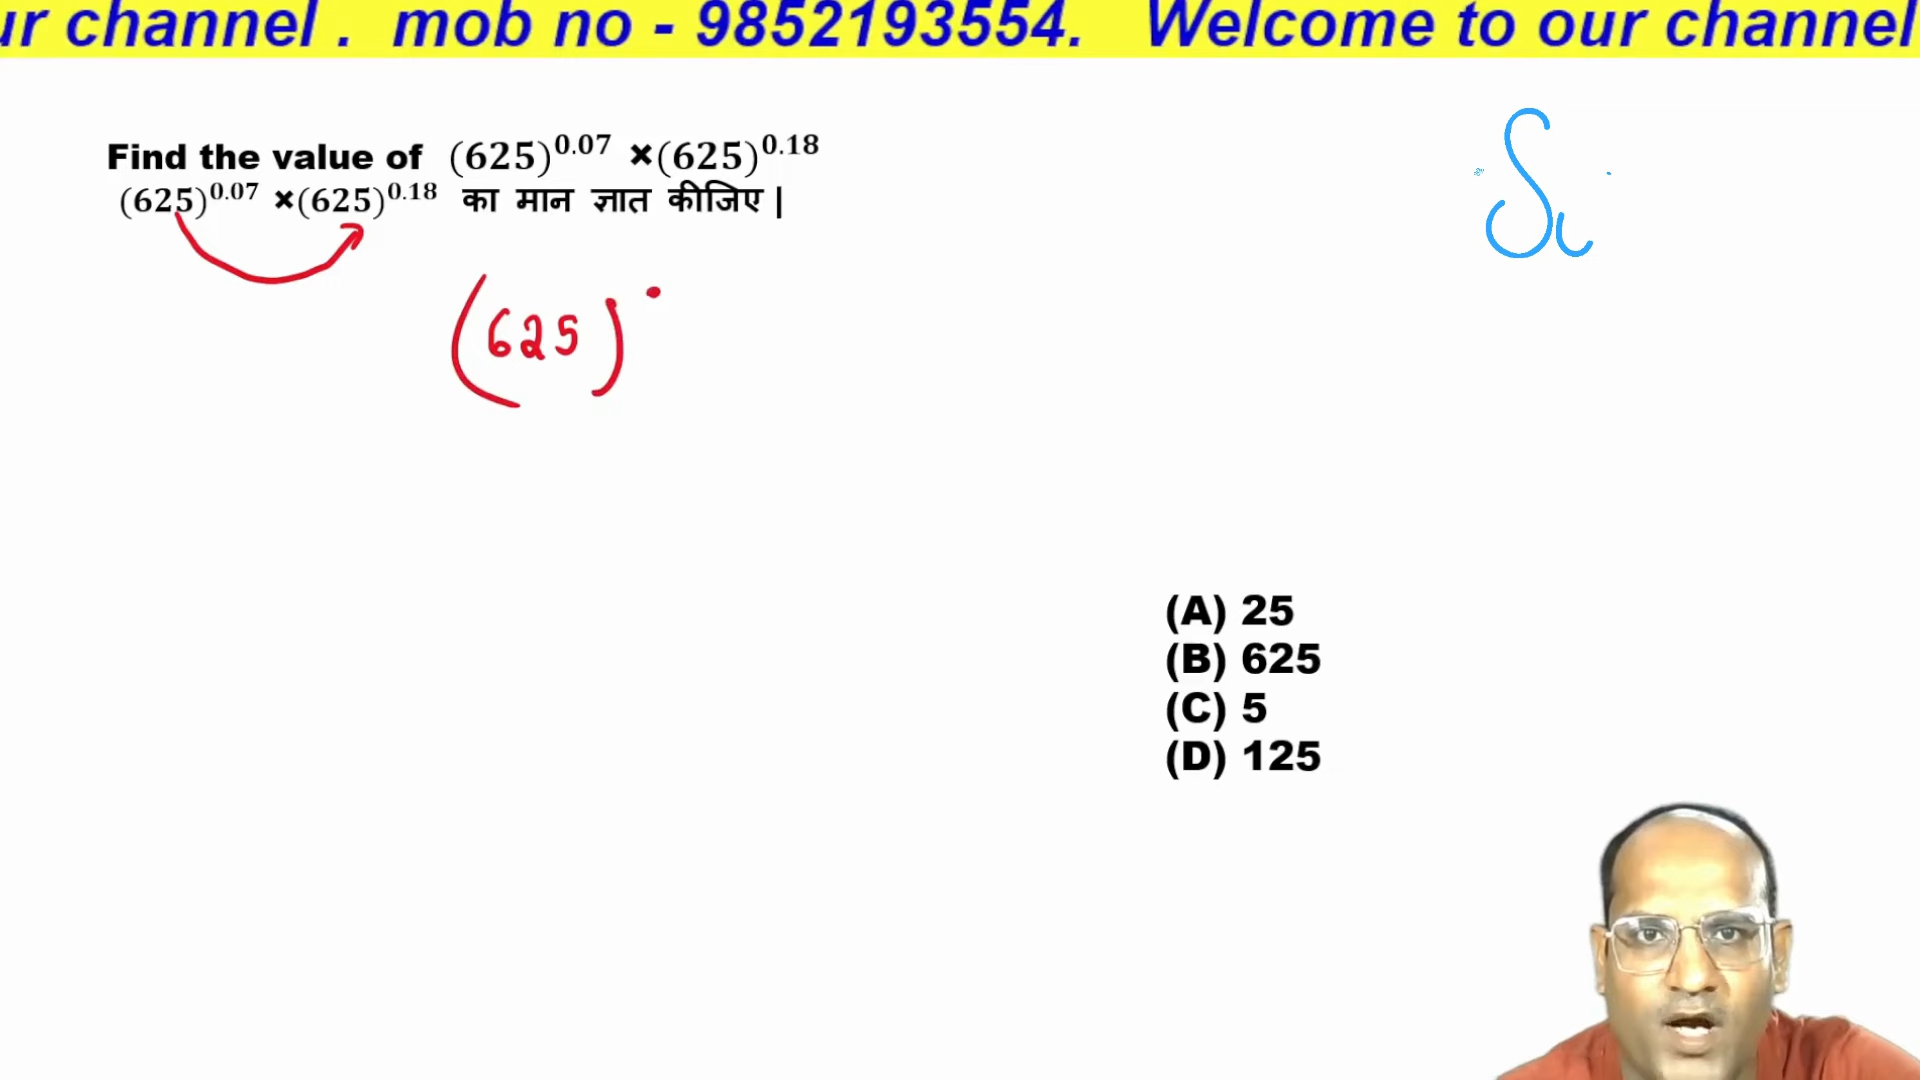 ur channel . mob no - 9852193554. Welcome to our channel
Find the value of (625)^0.07 ×(625)^0.18
(625)^0.07 ×(625)^0.18 का मान ज्ञात कीजिए |
(625)
(A) 25
(B) 625
(C) 5
(D) 125